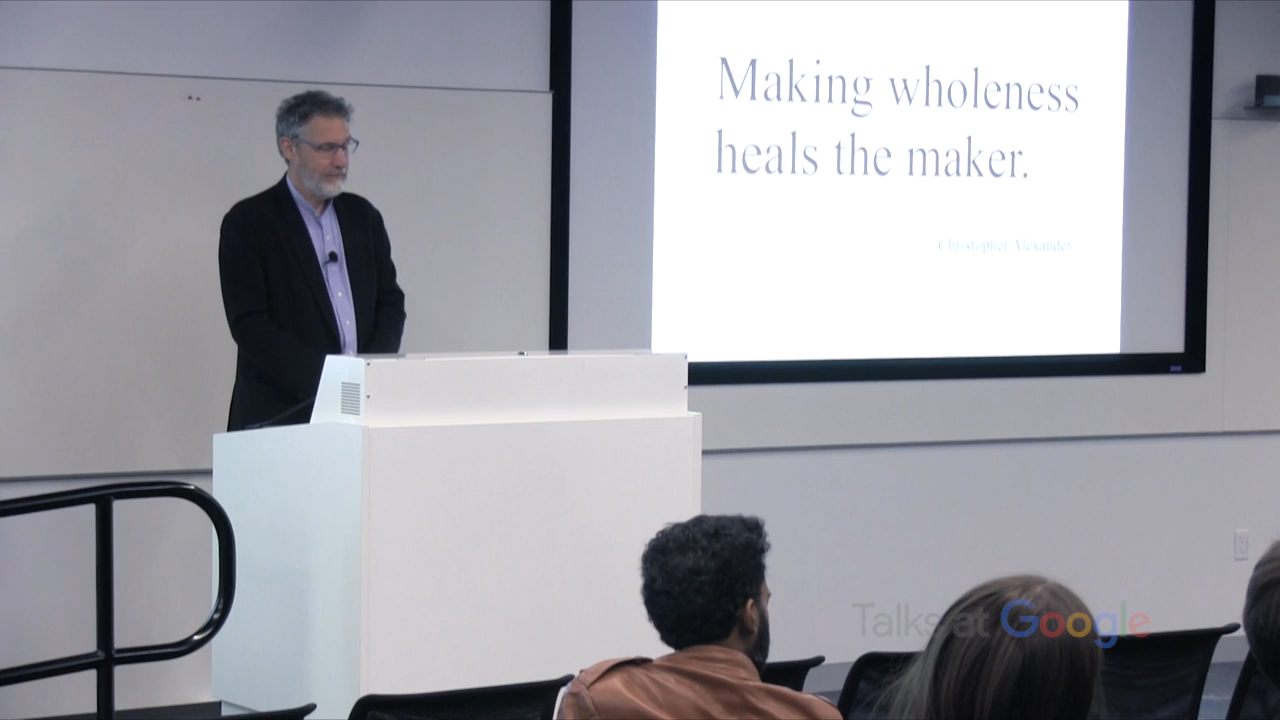 Making wholeness
heals the maker.
Christopher Alexander
Talks at Google